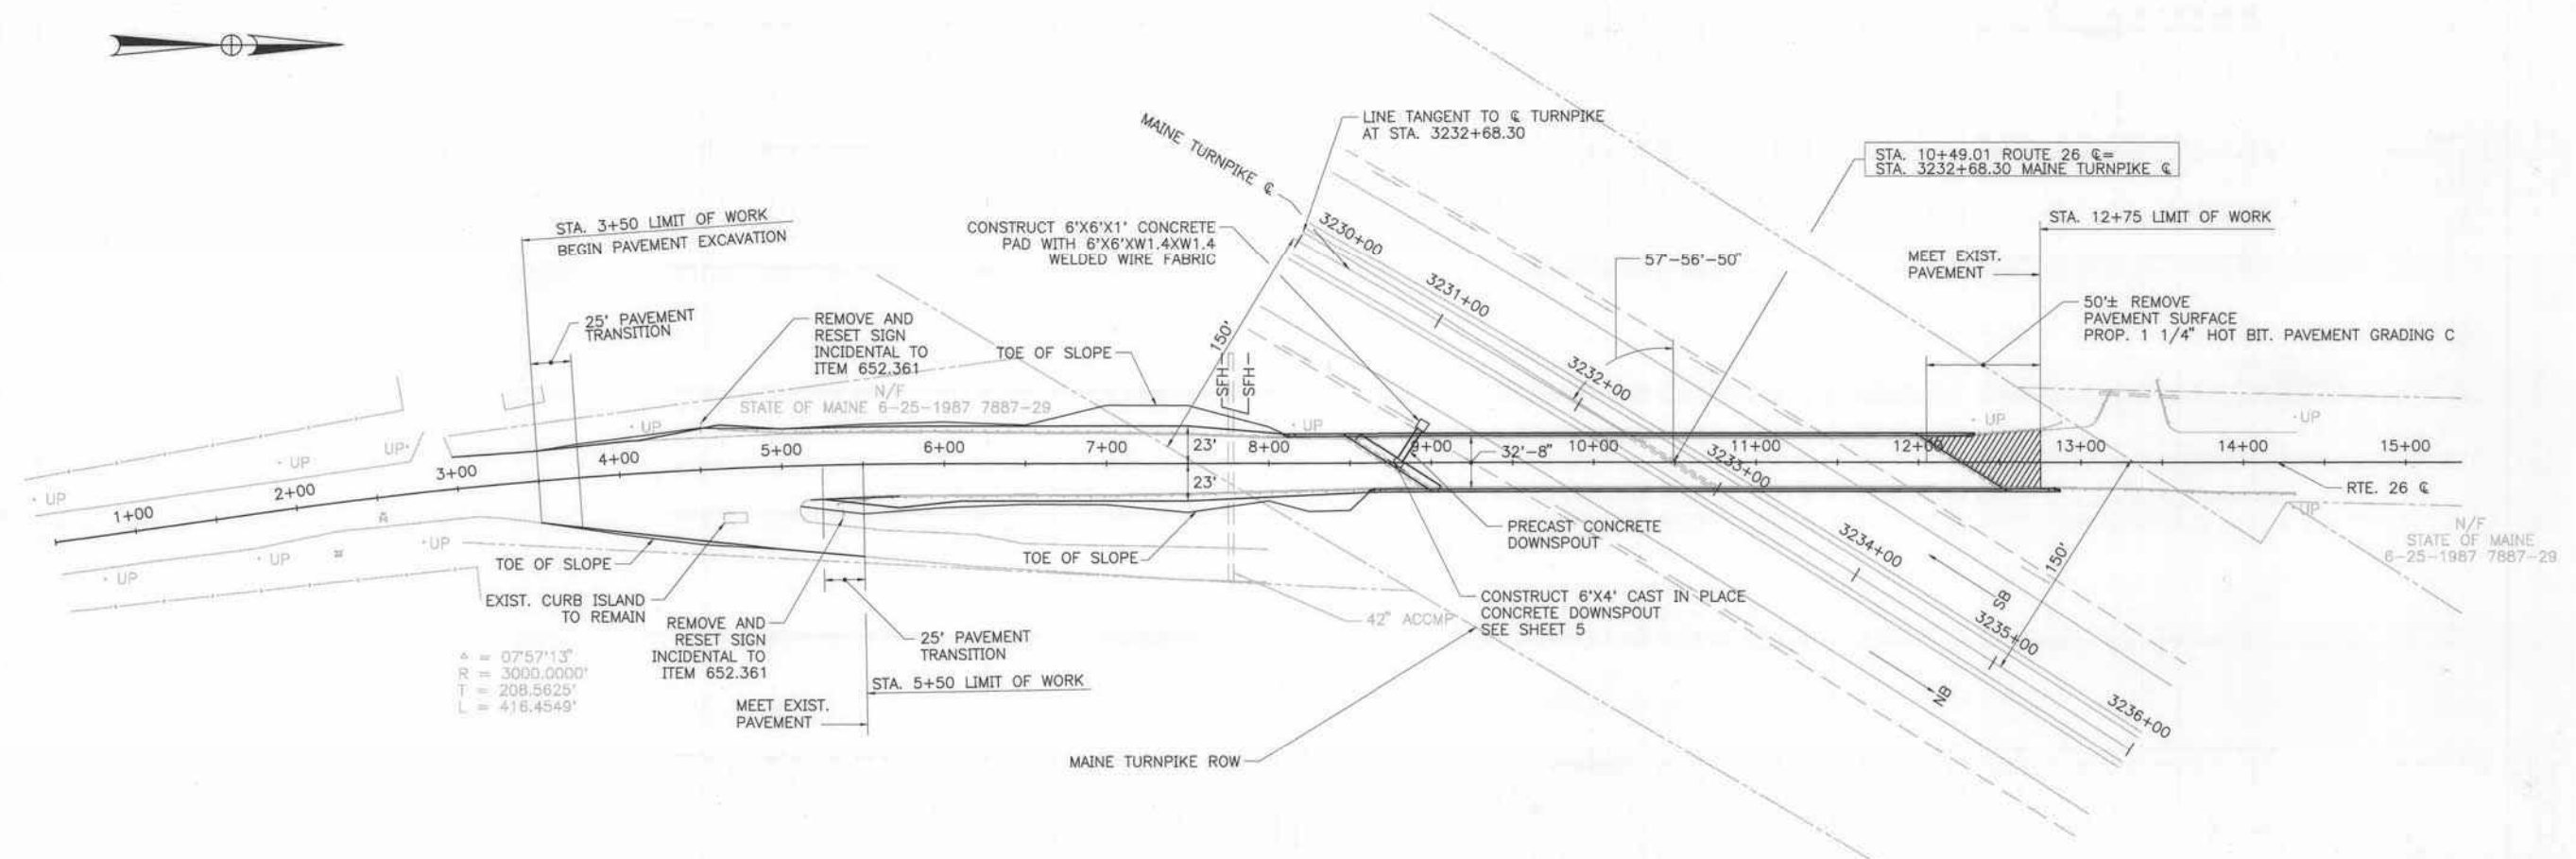 LINE TANGENT TO ℄ TURNPIKE
AT STA. 3232+68.30
MAINE TURNPIKE ℄
STA. 10+49.01 ROUTE 26 ℄=
STA. 3232+68.30 MAINE TURNPIKE ℄
STA. 3+50 LIMIT OF WORK
BEGIN PAVEMENT EXCAVATION
CONSTRUCT 6'X6'X1' CONCRETE
PAD WITH 6'X6'XW1.4XW1.4
WELDED WIRE FABRIC
STA. 12+75 LIMIT OF WORK
MEET EXIST.
PAVEMENT
57°-56'-50"
50'± REMOVE
PAVEMENT SURFACE
PROP. 1 1/4" HOT BIT. PAVEMENT GRADING C
25' PAVEMENT
TRANSITION
REMOVE AND
RESET SIGN
INCIDENTAL TO
ITEM 652.361
TOE OF SLOPE
150'
SFH
SFH
N/F
STATE OF MAINE 6-25-1987 7887-29
3230+00
3231+00
3232+00
3233+00
3234+00
3235+00
3236+00
UP
UP
UP
UP
UP
UP
UP
UP
UP
UP
UP
UP
1+00
2+00
3+00
4+00
5+00
6+00
7+00
8+00
9+00
10+00
11+00
12+00
13+00
14+00
15+00
23'
23'
32'-8"
RTE. 26 ℄
N/F
STATE OF MAINE
6-25-1987 7887-29
150'
SB
NB
PRECAST CONCRETE
DOWNSPOUT
TOE OF SLOPE
TOE OF SLOPE
EXIST. CURB ISLAND
TO REMAIN
REMOVE AND
RESET SIGN
INCIDENTAL TO
ITEM 652.361
25' PAVEMENT
TRANSITION
CONSTRUCT 6'X4' CAST IN PLACE
CONCRETE DOWNSPOUT
SEE SHEET 5
42" ACCMP
Δ = 07°57'13"
R = 3000.0000'
T = 208.5625'
L = 416.4549'
STA. 5+50 LIMIT OF WORK
MEET EXIST.
PAVEMENT
MAINE TURNPIKE ROW